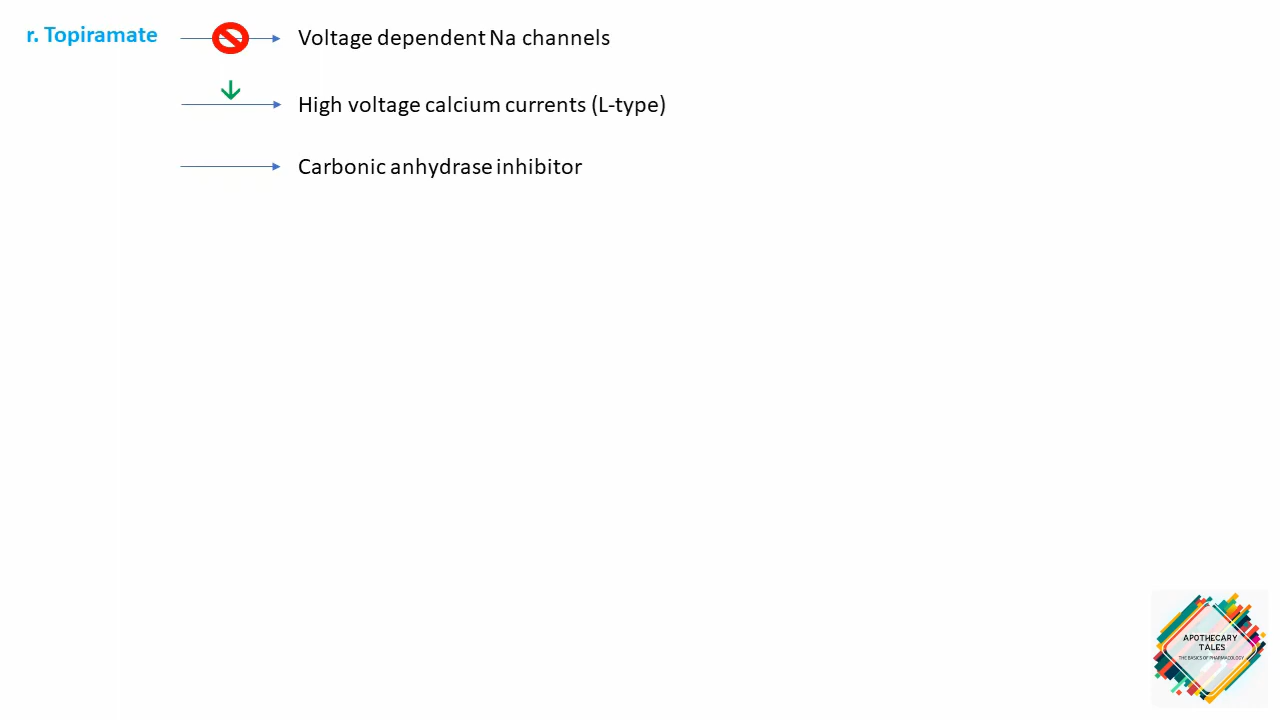 r. Topiramate
Voltage dependent Na channels
High voltage calcium currents (L-type)
Carbonic anhydrase inhibitor
APOTHECARY
TALES
THE BASICS OF PHARMACOLOGY